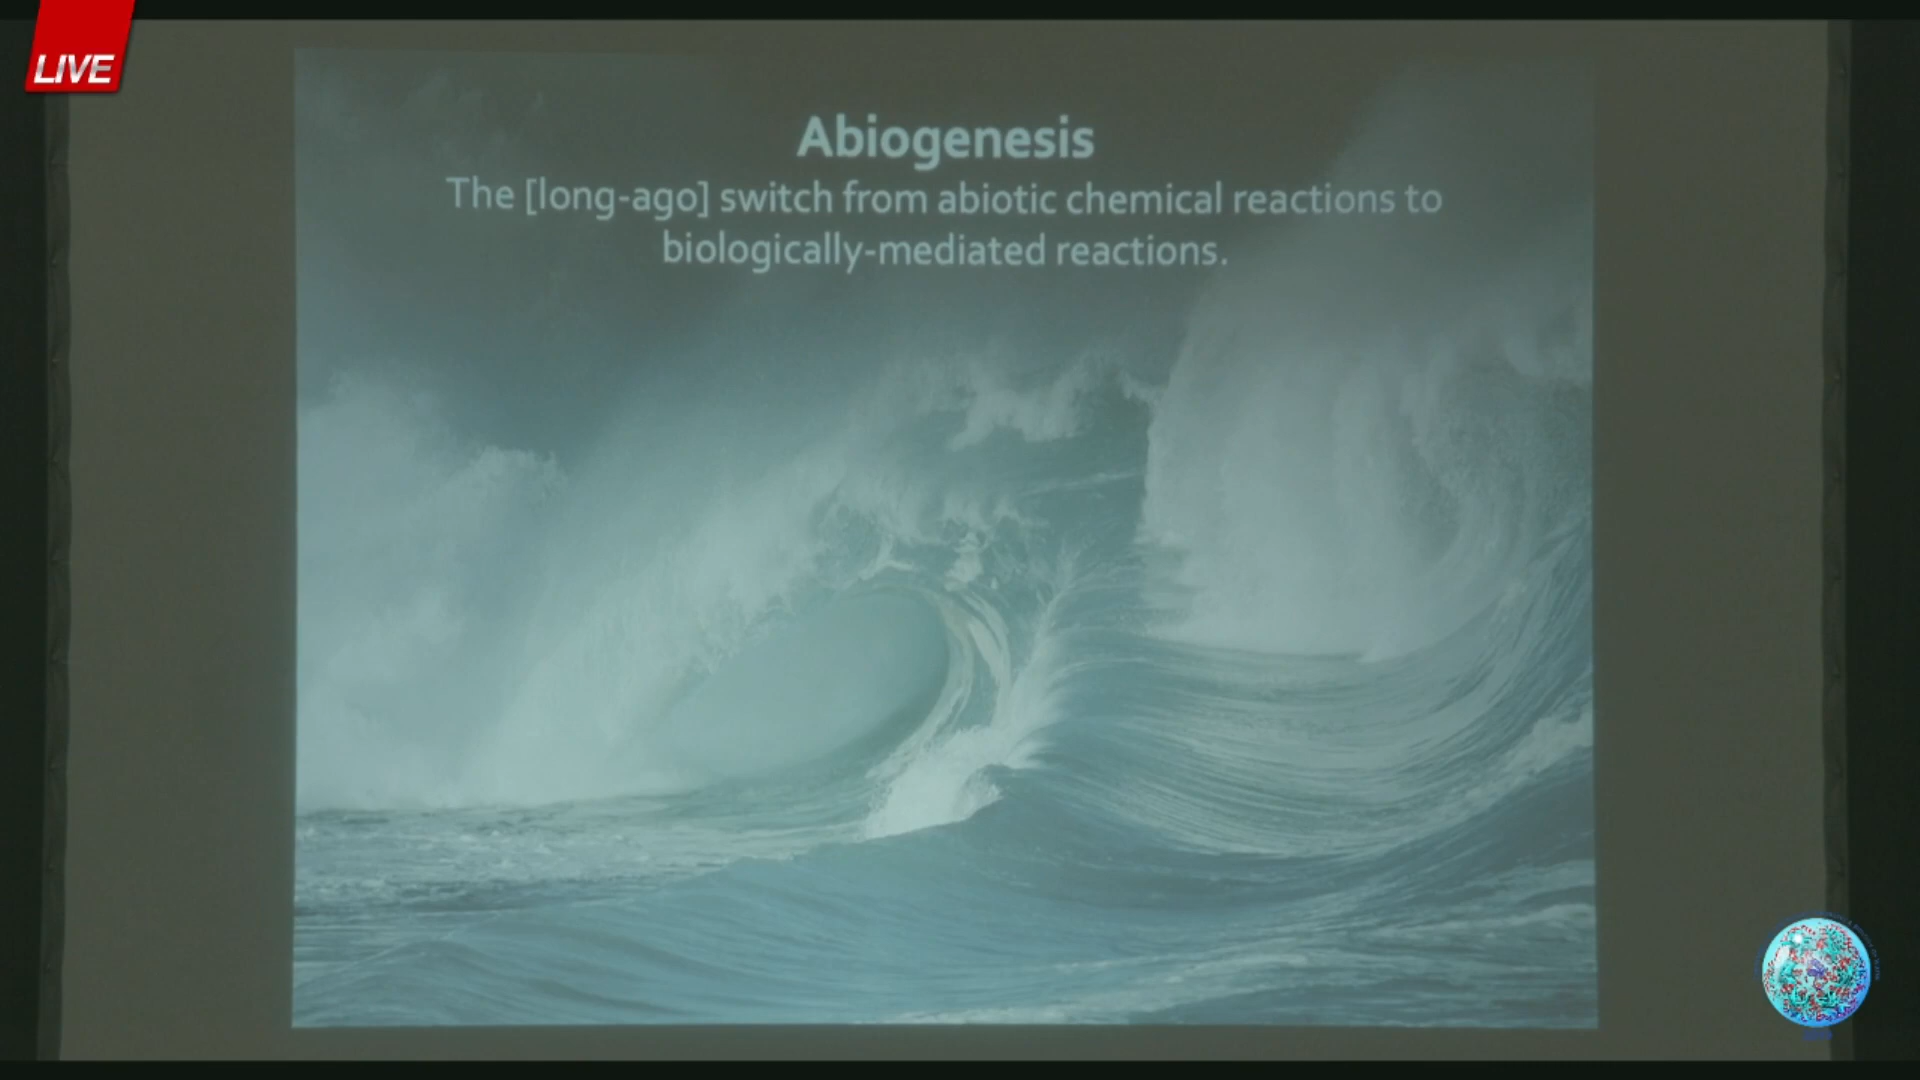 LIVE
Abiogenesis
The [long-ago] switch from abiotic chemical reactions to
biologically-mediated reactions.